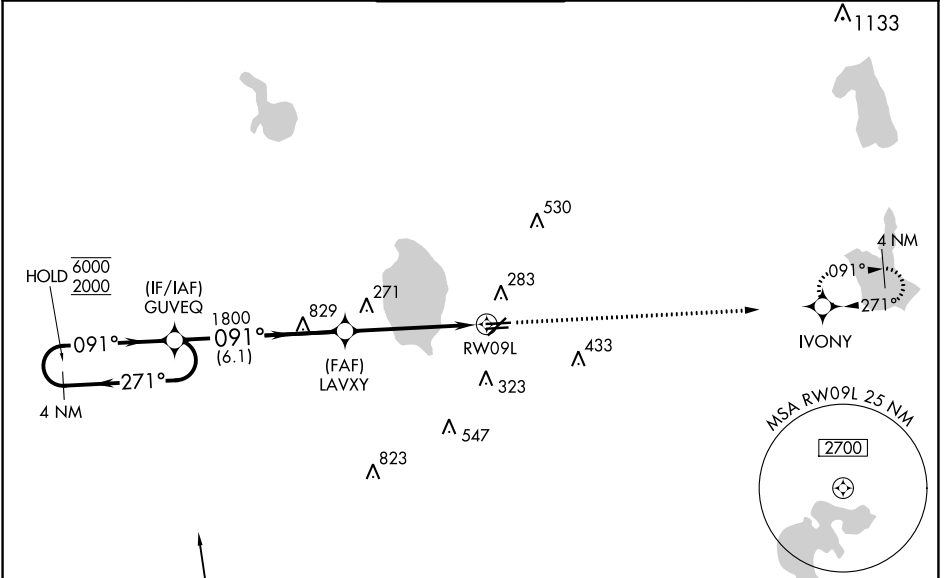 1133
530
4 NM
091°
271°
IVONY
HOLD 6000
2000
(IF/IAF)
GUVEQ
271
283
1800
829
091°
091°
(6.1)
RW09L
(FAF)
LAVXY
433
271°
323
4 NM
547
823
MSA RW09L 25 NM
2700